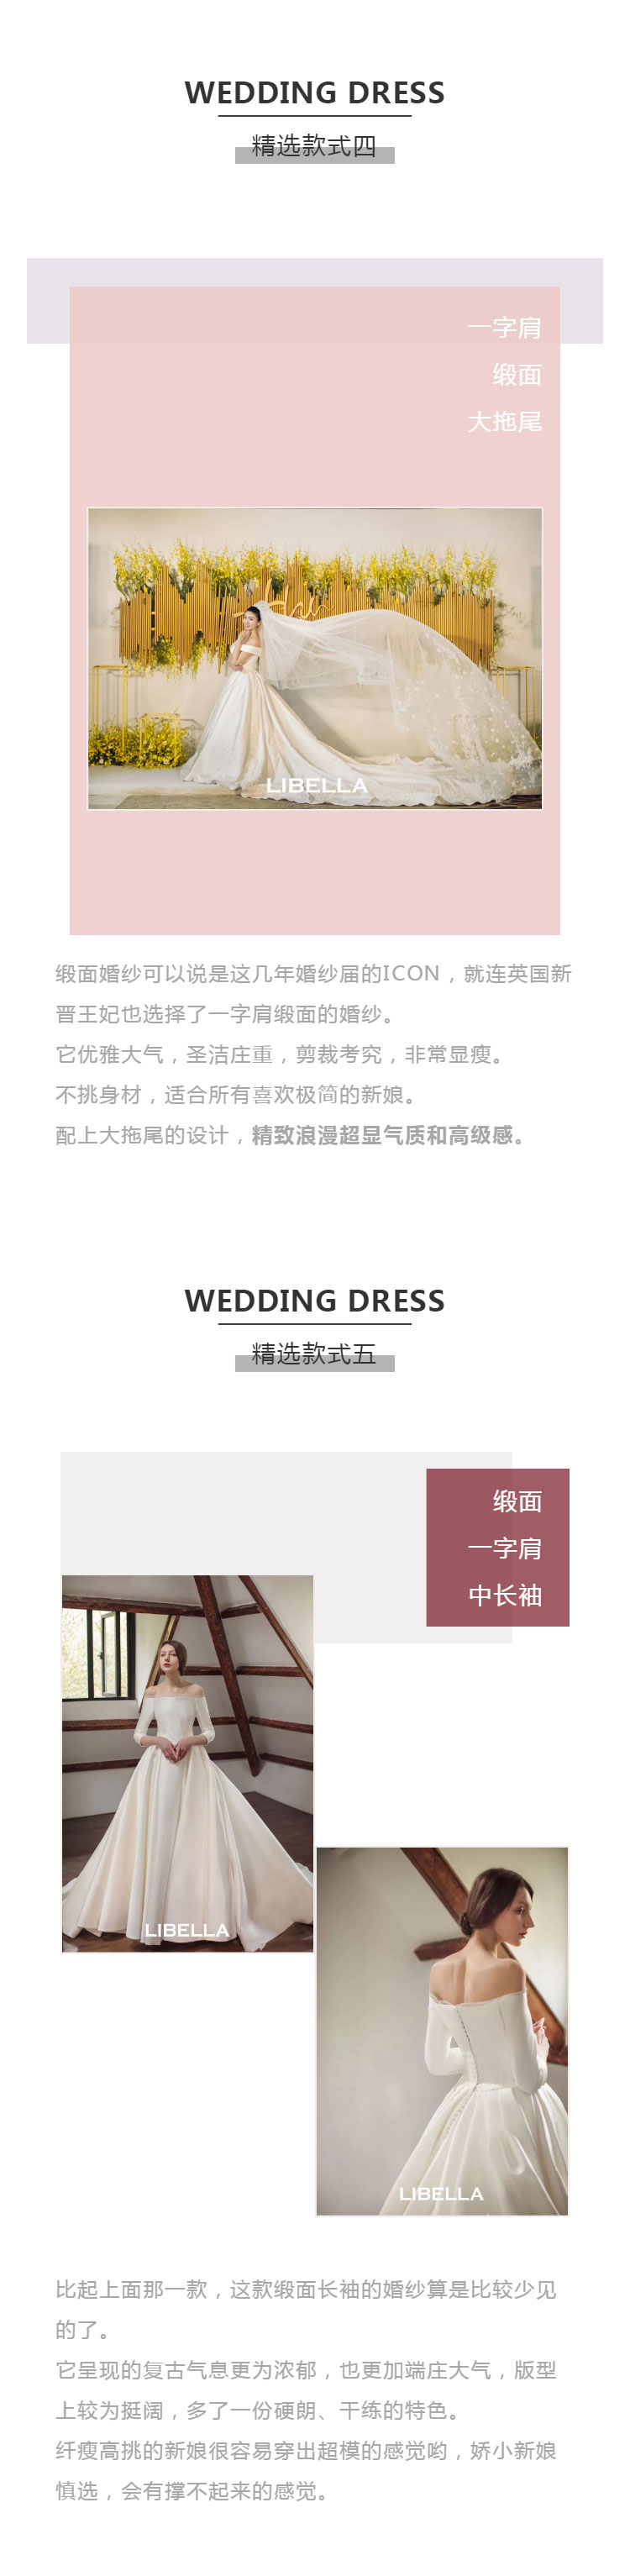 WEDDING DRESS
精选款式四
一字肩
缎面
大拖尾
LIBELLA
缎面婚纱可以说是这几年婚纱届的ICON，就连英国新
晋王妃也选择了一字肩缎面的婚纱。
它优雅大气，圣洁庄重，剪裁考究，非常显瘦。
不挑身材，适合所有喜欢极简的新娘。
配上大拖尾的设计，精致浪漫超显气质和高级感。
WEDDING DRESS
精选款式五
缎面
一字肩
中长袖
LIBELLA
LIBELLA
比起上面那一款，这款缎面长袖的婚纱算是比较少见
的了。
它呈现的复古气息更为浓郁，也更加端庄大气，版型
上较为挺阔，多了一份硬朗、干练的特色。
纤瘦高挑的新娘很容易穿出超模的感觉哟，娇小新娘
慎选，会有撑不起来的感觉。